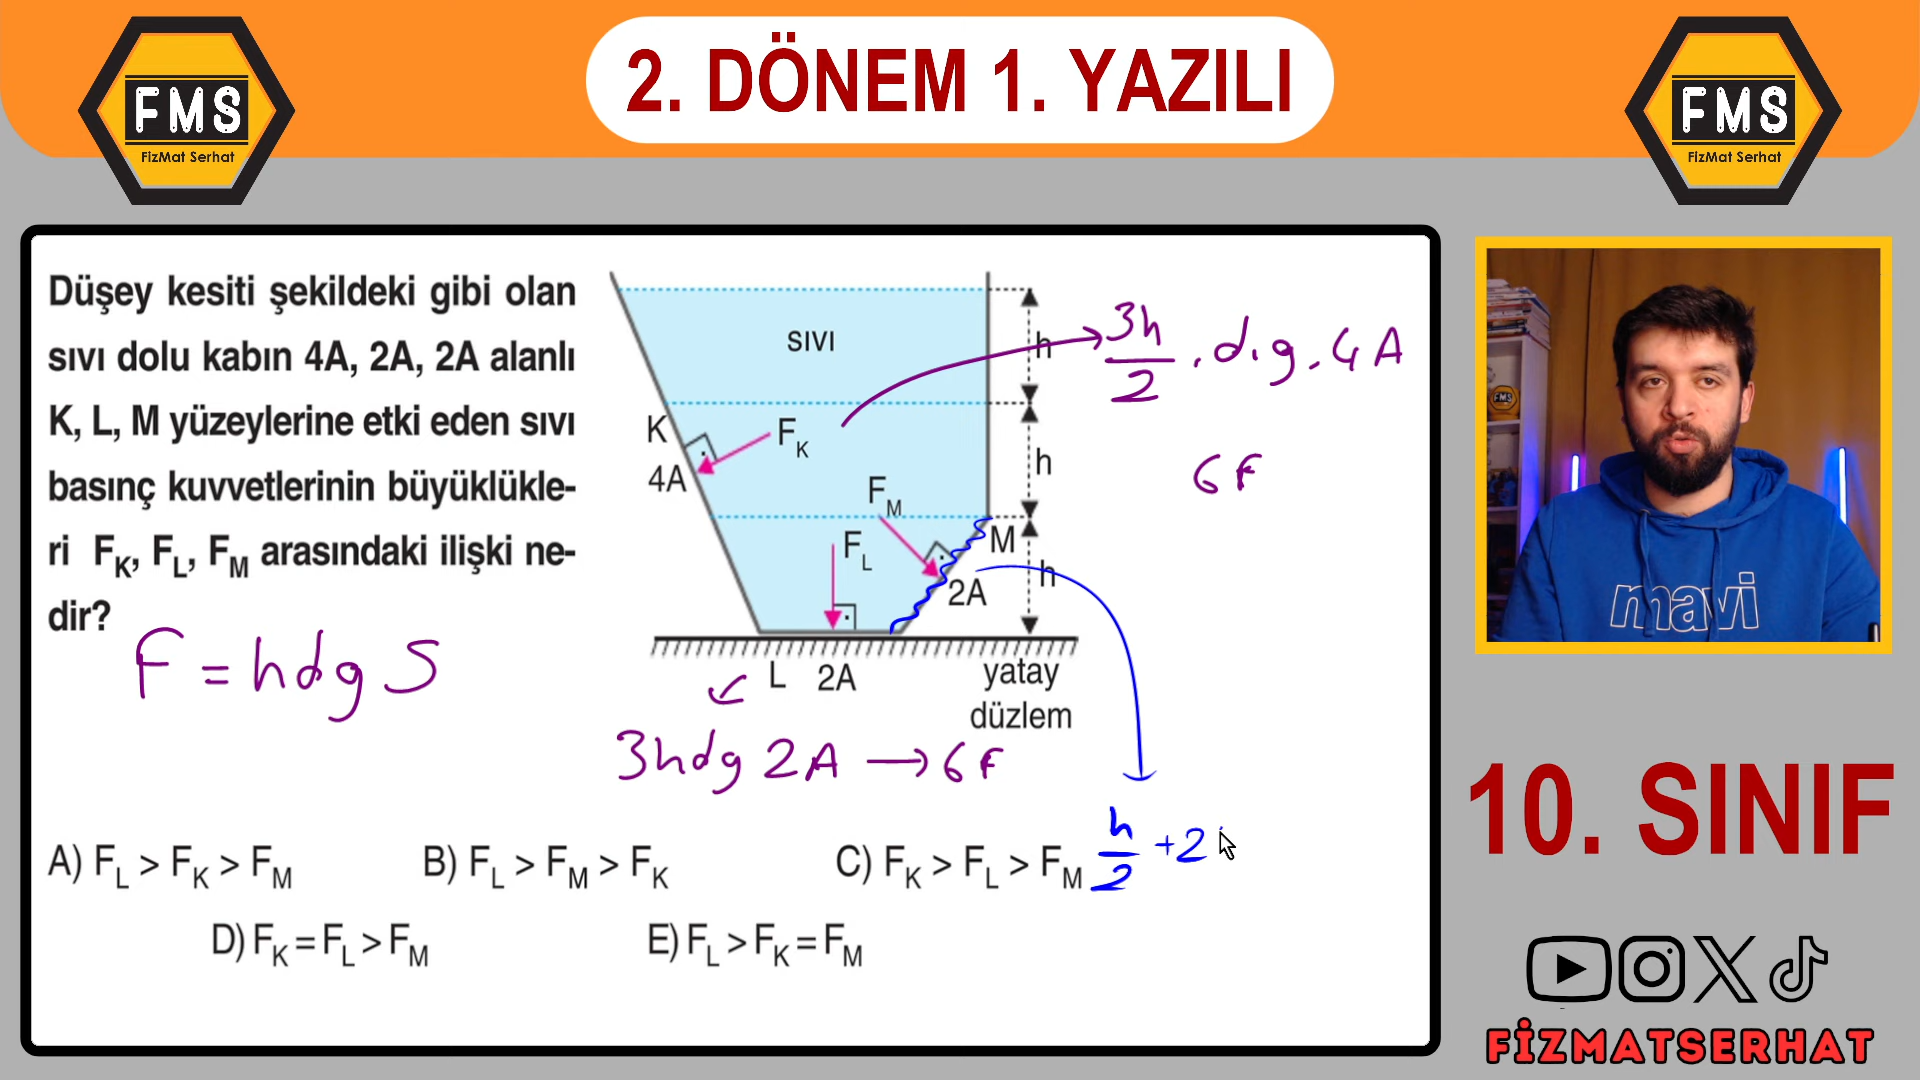 2. DÖNEM 1. YAZILI
FMS
FizMat Serhat
FMS
FizMat Serhat
Düşey kesiti şekildeki gibi olan
sıvı dolu kabın 4A, 2A, 2A alanlı
K, L, M yüzeylerine etki eden sıvı
basınç kuvvetlerinin büyüklükle-
ri F_K, F_L, F_M arasındaki ilişki ne-
dir?
F = hdgS
SIVI
h
h
h
K
4A
F_K
F_M
F_L
M
2A
L 2A
yatay
düzlem
3h/2 . d . g . 4A
6F
3hdg 2A → 6F
h/2 + 2
A) F_L > F_K > F_M
B) F_L > F_M > F_K
C) F_K > F_L > F_M
D) F_K = F_L > F_M
E) F_L > F_K = F_M
FMS
mavi
10. SINIF
FİZMATSERHAT